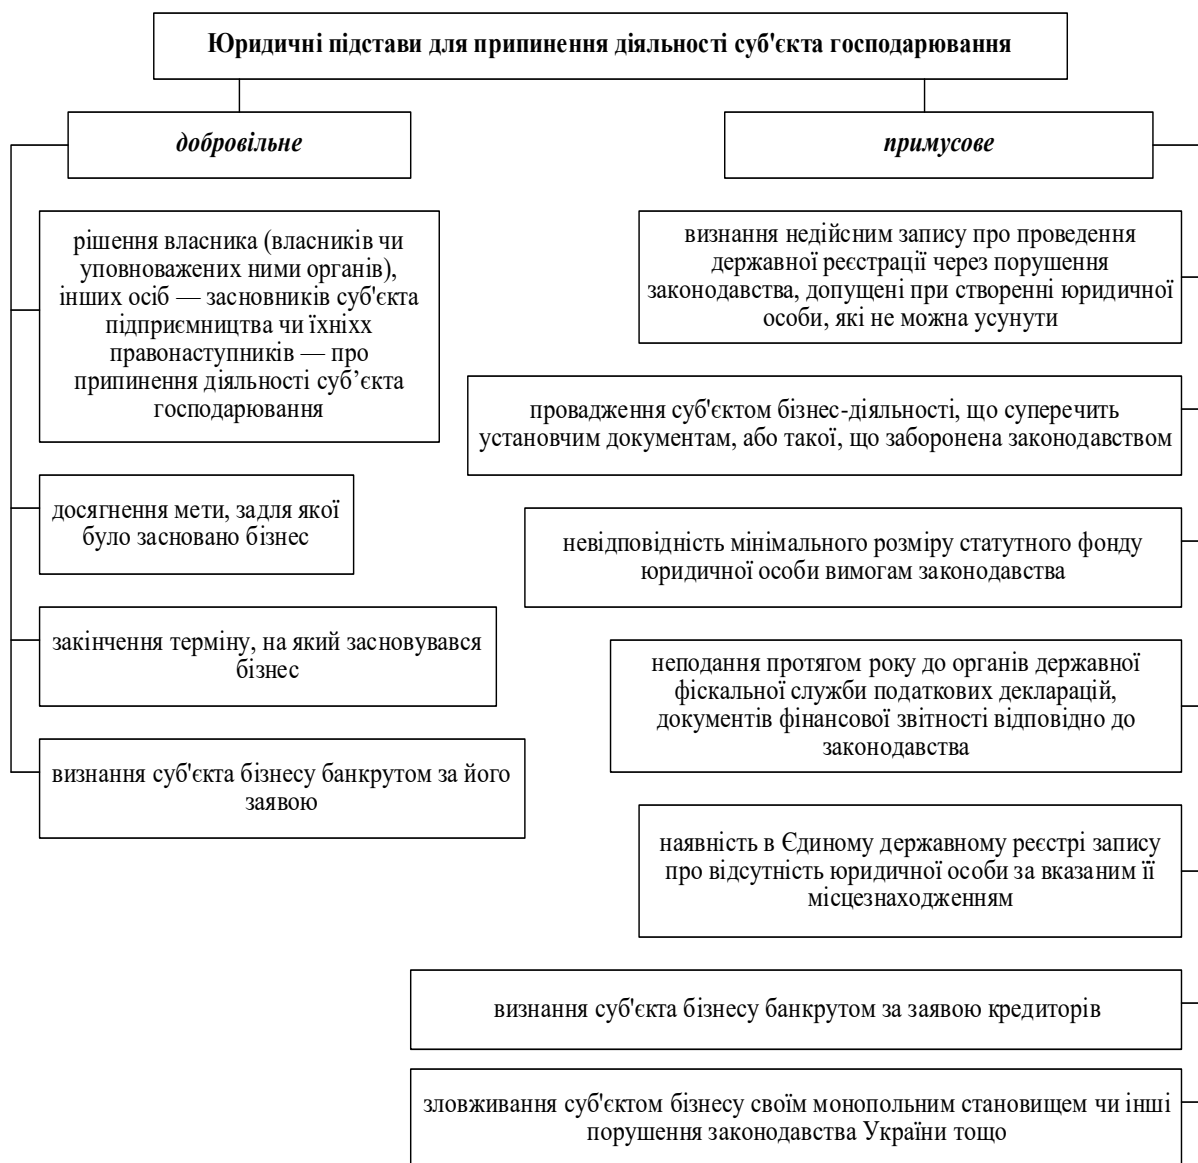 Юридичні підстави для припинення діяльності суб'єкта господарювання
добровільне
рішення власника (власників чи
уповноважених ними органів),
інших осіб — засновників суб'єкта
підприємництва чи їхніхх
правонаступників — про
припинення діяльності суб’єкта
господарювання
досягнення мети, задля якої
було засновано бізнес
закінчення терміну, на який засновувався
бізнес
визнання суб'єкта бізнесу банкрутом за його
заявою
примусове
визнання недійсним запису про проведення
державної реєстрації через порушення
законодавства, допущені при створенні юридичної
особи, які не можна усунути
провадження суб'єктом бізнес-діяльності, що суперечить
установчим документам, або такої, що заборонена законодавством
невідповідність мінімального розміру статутного фонду
юридичної особи вимогам законодавства
неподання протягом року до органів державної
фіскальної служби податкових декларацій,
документів фінансової звітності відповідно до
законодавства
наявність в Єдиному державному реєстрі запису
про відсутність юридичної особи за вказаним її
місцезнаходженням
визнання суб'єкта бізнесу банкрутом за заявою кредиторів
зловживання суб'єктом бізнесу своїм монопольним становищем чи інші
порушення законодавства України тощо